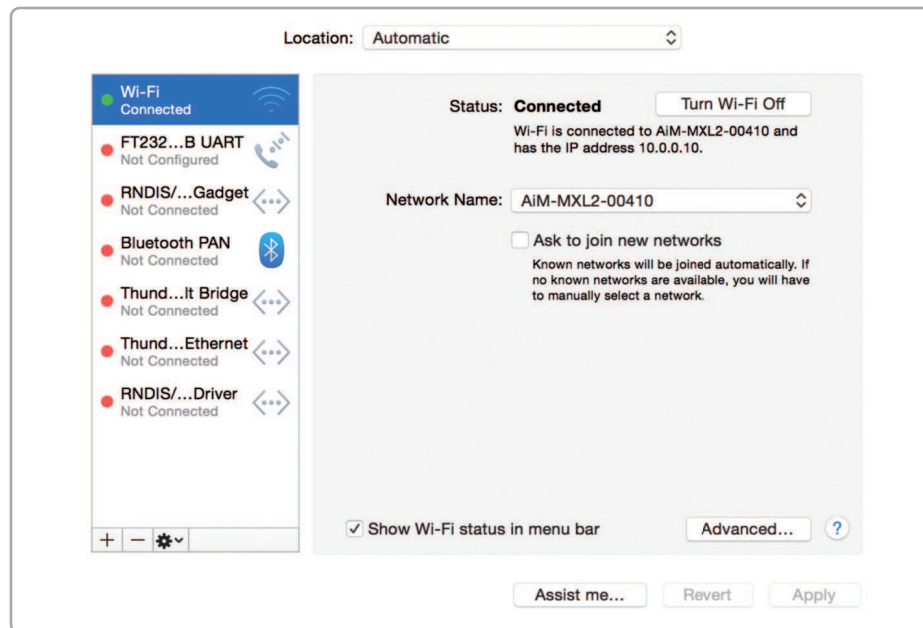 Location: Automatic
Wi-Fi
Connected
FT232...B UART
Not Configured
RNDIS/...Gadget
Not Connected
Bluetooth PAN
Not Connected
Thund...lt Bridge
Not Connected
Thund...Ethernet
Not Connected
RNDIS/...Driver
Not Connected
Status: Connected
Turn Wi-Fi Off
Wi-Fi is connected to AiM-MXL2-00410 and
has the IP address 10.0.0.10.
Network Name: AiM-MXL2-00410
Ask to join new networks
Known networks will be joined automatically. If
no known networks are available, you will have
to manually select a network.
Show Wi-Fi status in menu bar
Advanced...
?
Assist me...
Revert
Apply